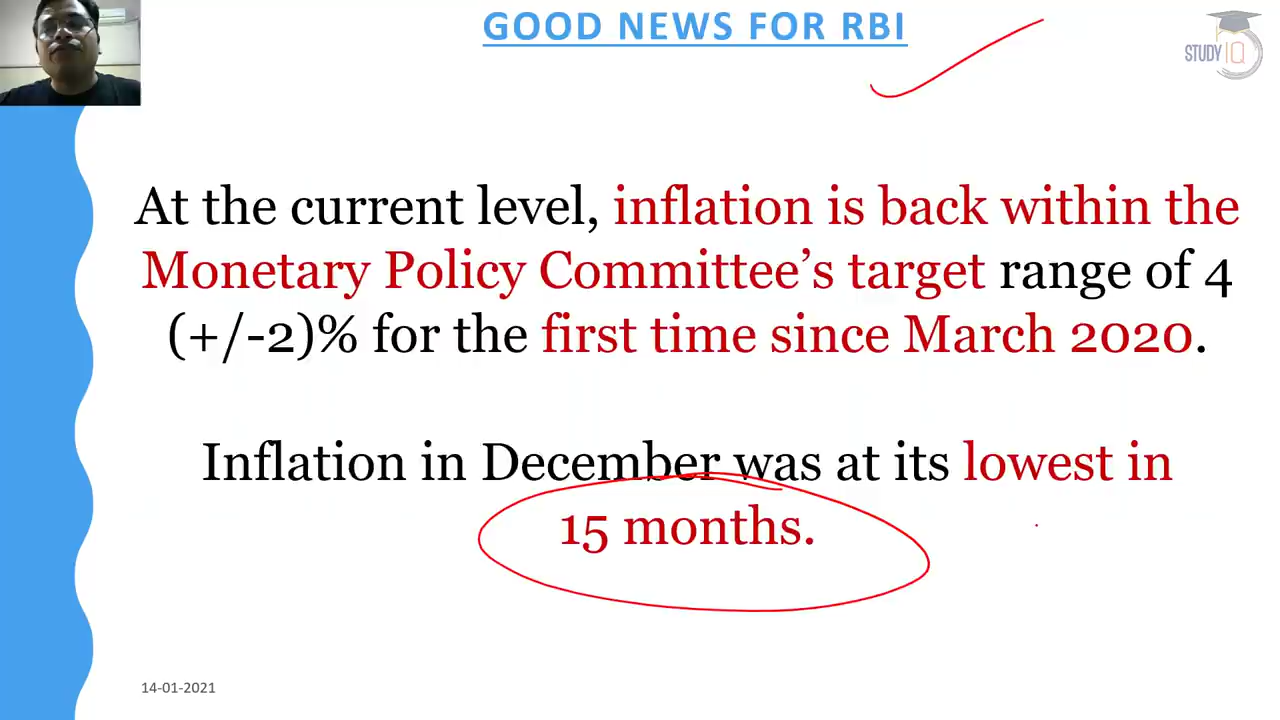 GOOD NEWS FOR RBI
STUDY IQ
At the current level, inflation is back within the
Monetary Policy Committee’s target range of 4
(+/-2)% for the first time since March 2020.
Inflation in December was at its lowest in
15 months.
14-01-2021